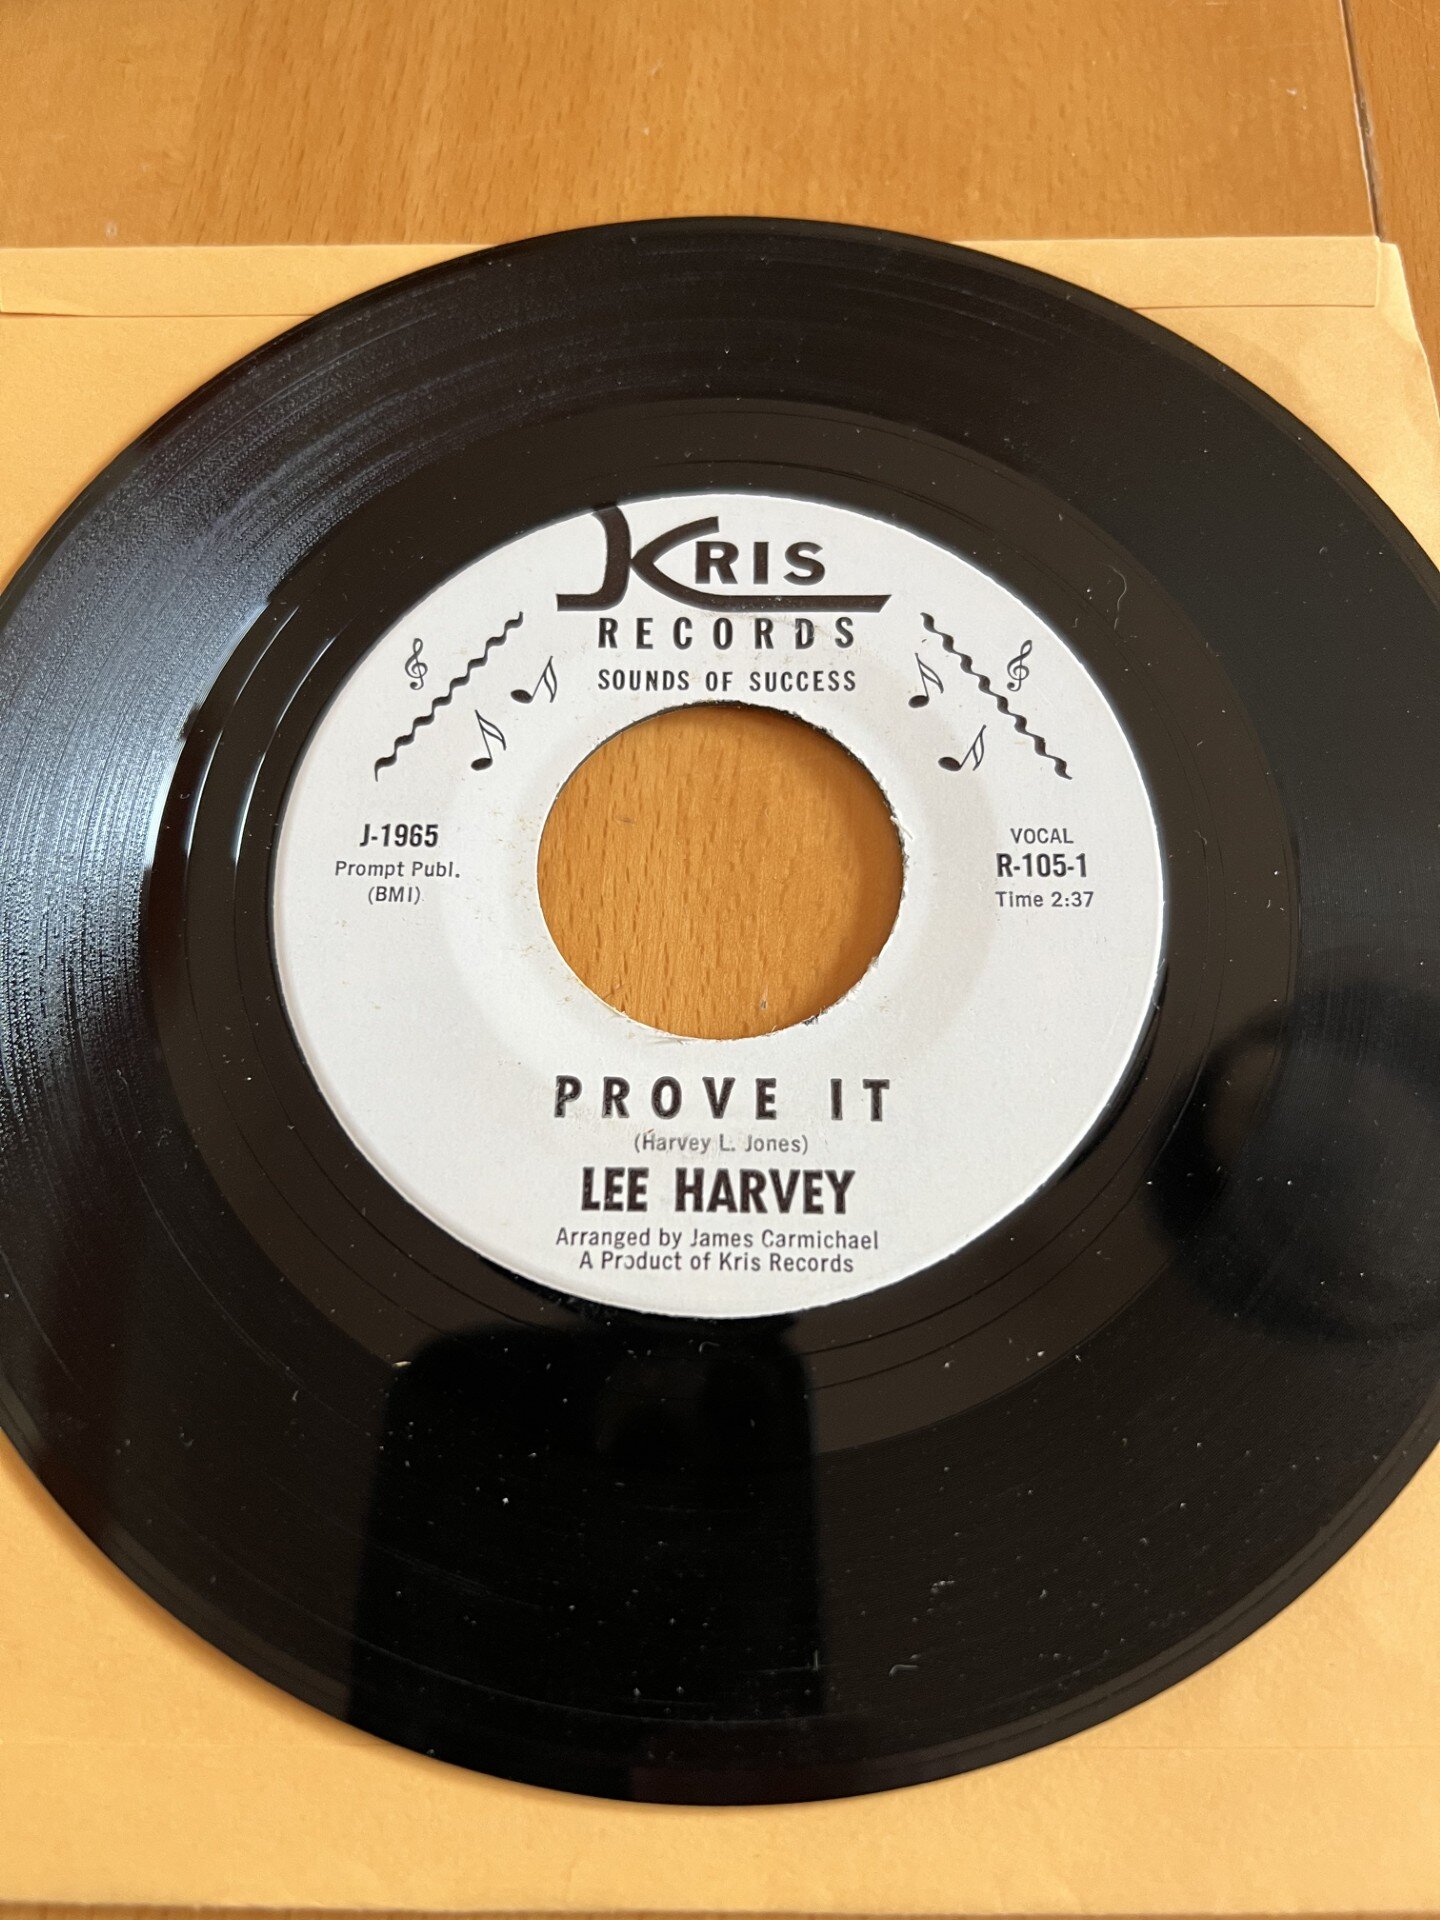 KRIS
RECORDS
SOUNDS OF SUCCESS
J-1965
Prompt Publ.
(BMI)
VOCAL
R-105-1
Time 2:37
PROVE IT
(Harvey L. Jones)
LEE HARVEY
Arranged by James Carmichael
A Product of Kris Records